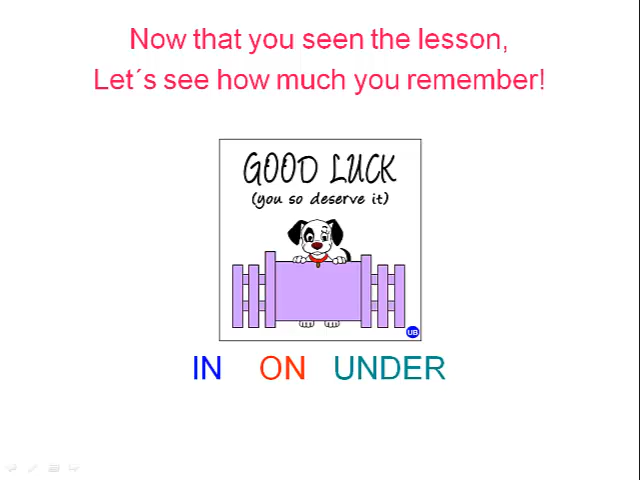 Now that you seen the lesson,
Let´s see how much you remember!
GOOD LUCK
(you so deserve it)
UB
IN ON UNDER